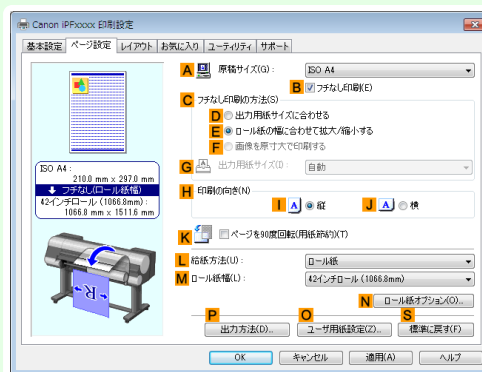 Canon iPFxxxx 印刷設定
基本設定 ページ設定 レイアウト お気に入り ユーティリティ サポート
A 原稿サイズ(G): ISO A4
B フチなし印刷(E)
C フチなし印刷の方法(S)
D 出力用紙サイズに合わせる
E ロール紙の幅に合わせて拡大/縮小する
F 画像を原寸大で印刷する
G 出力用紙サイズ(I): 自動
ISO A4:
210.0 mm x 297.0 mm
フチなし(ロール紙幅)
42インチロール (1066.8mm):
1066.8 mm x 1511.6 mm
R
H 印刷の向き(N)
I A 縦 J A 横
K ページを90度回転(用紙節約)(T)
L 給紙方法(U): ロール紙
M ロール紙幅(L): 42インチロール (1066.8mm)
N ロール紙オプション(O)...
P O S
出力方法(D)... ユーザ用紙設定(Z)... 標準に戻す(F)
OK キャンセル 適用(A) ヘルプ